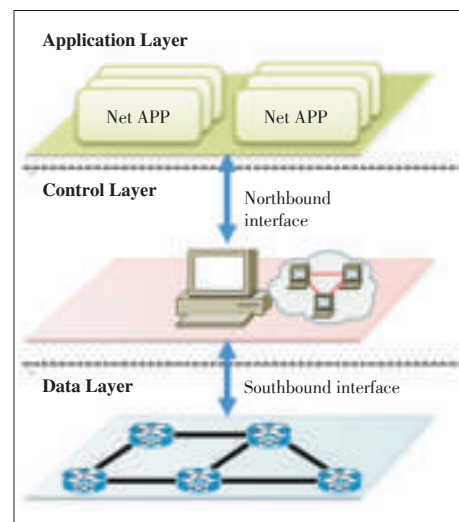 Application Layer
Net APP
Net APP
Control Layer
Northbound
interface
Data Layer
Southbound interface